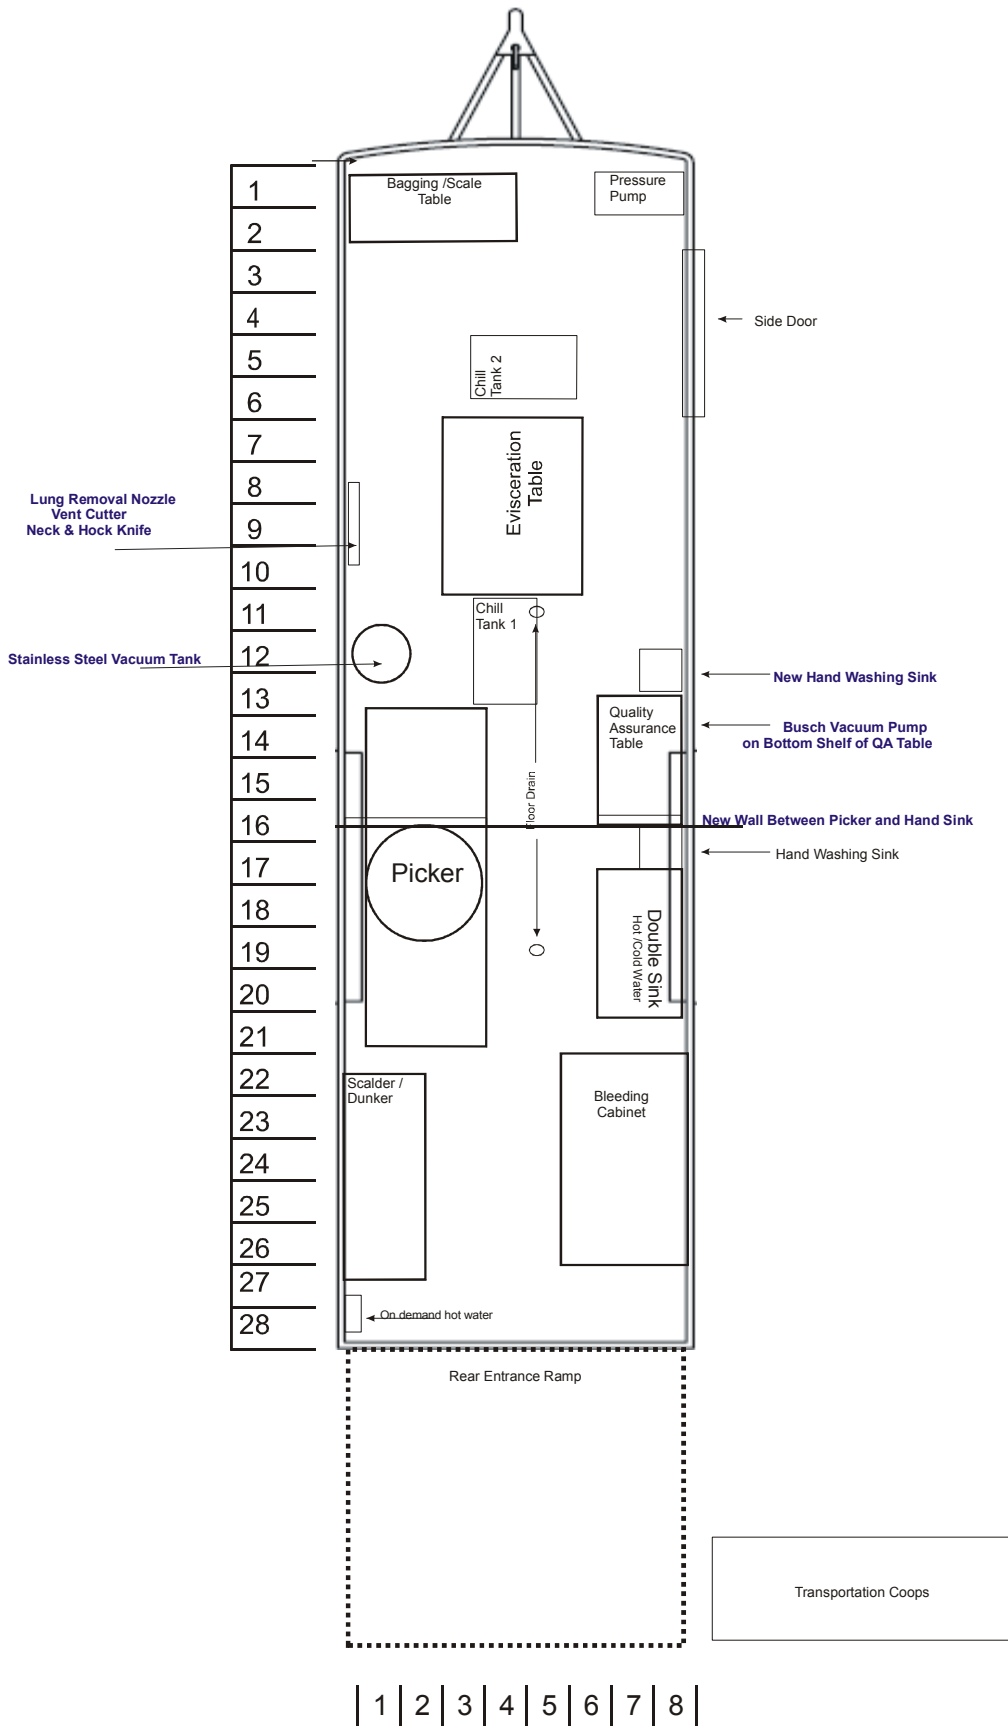 1
Bagging /Scale
Table
Pressure
Pump
2
3
4
Side Door
5
Chill
Tank 2
6
7
Evisceration
Table
8
Lung Removal Nozzle
Vent Cutter
Neck & Hock Knife
9
10
11
Chill
Tank 1
12
Stainless Steel Vacuum Tank
New Hand Washing Sink
13
Quality
Assurance
Table
14
Busch Vacuum Pump
on Bottom Shelf of QA Table
15
Floor Drain
16
New Wall Between Picker and Hand Sink
Hand Washing Sink
17
Picker
18
Double Sink
Hot /Cold Water
19
20
21
22
Scalder /
Dunker
Bleeding
Cabinet
23
24
25
26
27
28
On demand hot water
Rear Entrance Ramp
Transportation Coops
1 2 3 4 5 6 7 8